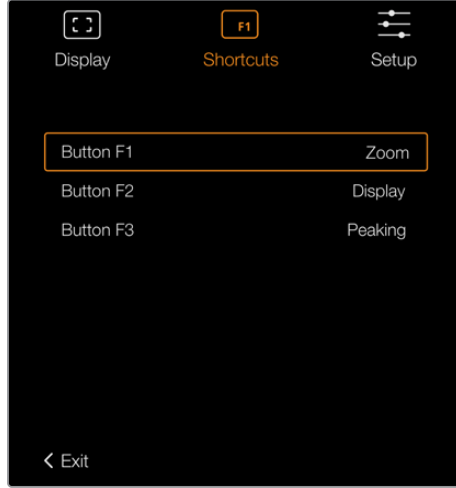 F1
Display Shortcuts Setup
Button F1 Zoom
Button F2 Display
Button F3 Peaking
Exit